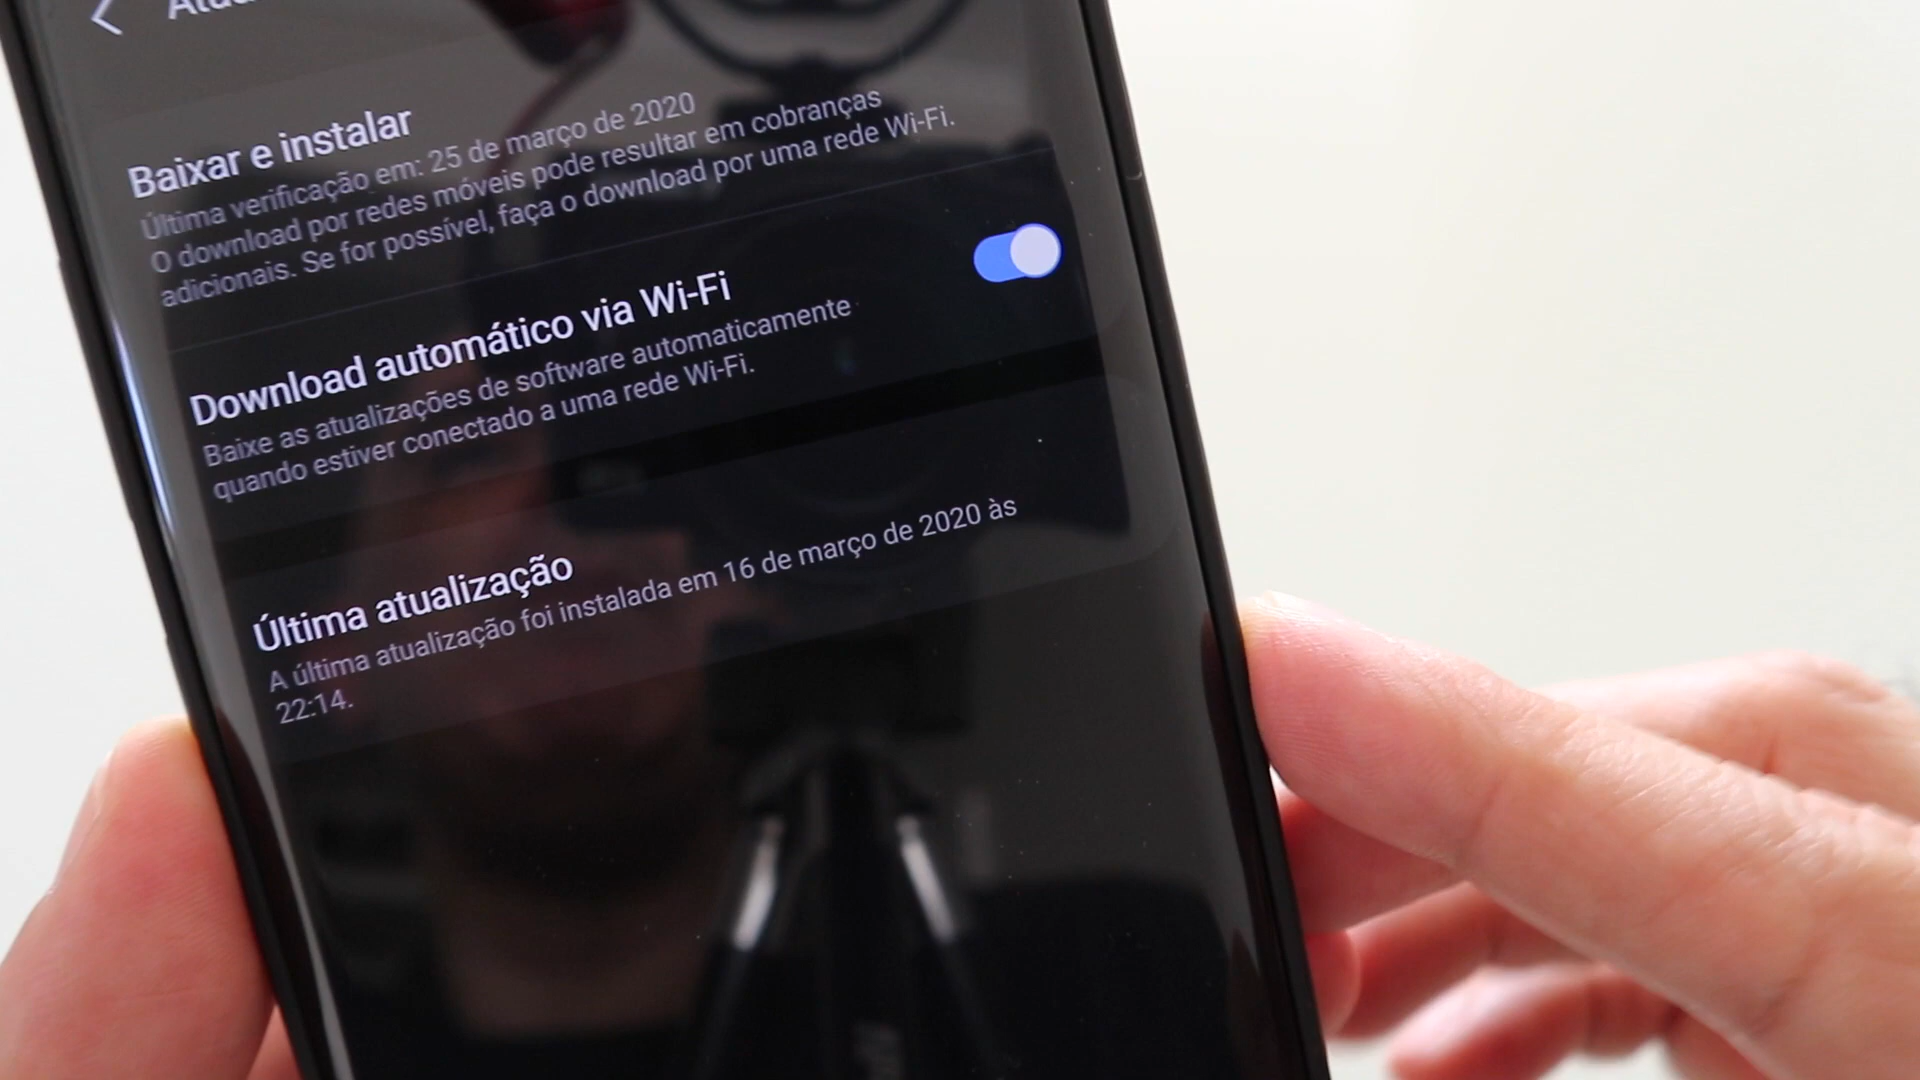 Baixar e instalar
Última verificação em: 25 de março de 2020
O download por redes móveis pode resultar em cobranças
adicionais. Se for possível, faça o download por uma rede Wi-Fi.
Download automático via Wi-Fi
Baixe as atualizações de software automaticamente
quando estiver conectado a uma rede Wi-Fi.
Última atualização
A última atualização foi instalada em 16 de março de 2020 às
22:14.